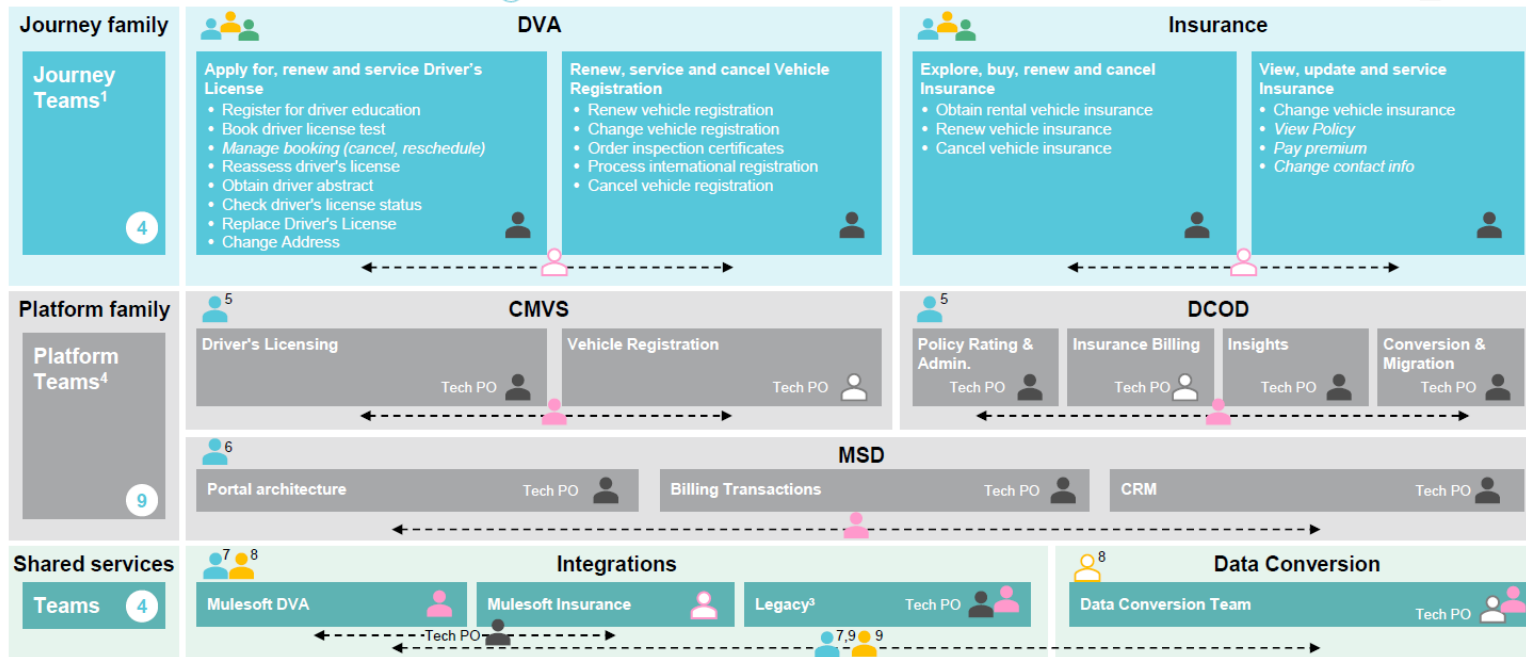 Journey family
Journey Teams1
4
DVA
Apply for, renew and service Driver's License
• Register for driver education
• Book driver license test
• Manage booking (cancel, reschedule)
• Reassess driver's license
• Obtain driver abstract
• Check driver's license status
• Replace Driver's License
• Change Address
Renew, service and cancel Vehicle Registration
• Renew vehicle registration
• Change vehicle registration
• Order inspection certificates
• Process international registration
• Cancel vehicle registration
Insurance
Explore, buy, renew and cancel Insurance
• Obtain rental vehicle insurance
• Renew vehicle insurance
• Cancel vehicle insurance
View, update and service Insurance
• Change vehicle insurance
• View Policy
• Pay premium
• Change contact info
Platform family
Platform Teams4
9
5
CMVS
Driver's Licensing
Tech PO
Vehicle Registration
Tech PO
5
DCOD
Policy Rating & Admin.
Tech PO
Insurance Billing
Tech PO
Insights
Tech PO
Conversion & Migration
Tech PO
6
MSD
Portal architecture
Tech PO
Billing Transactions
Tech PO
CRM
Tech PO
Shared services
Teams
4
7
8
Integrations
Mulesoft DVA
Mulesoft Insurance
Legacy3
Tech PO
Tech PO
7,9
9
8
Data Conversion
Data Conversion Team
Tech PO